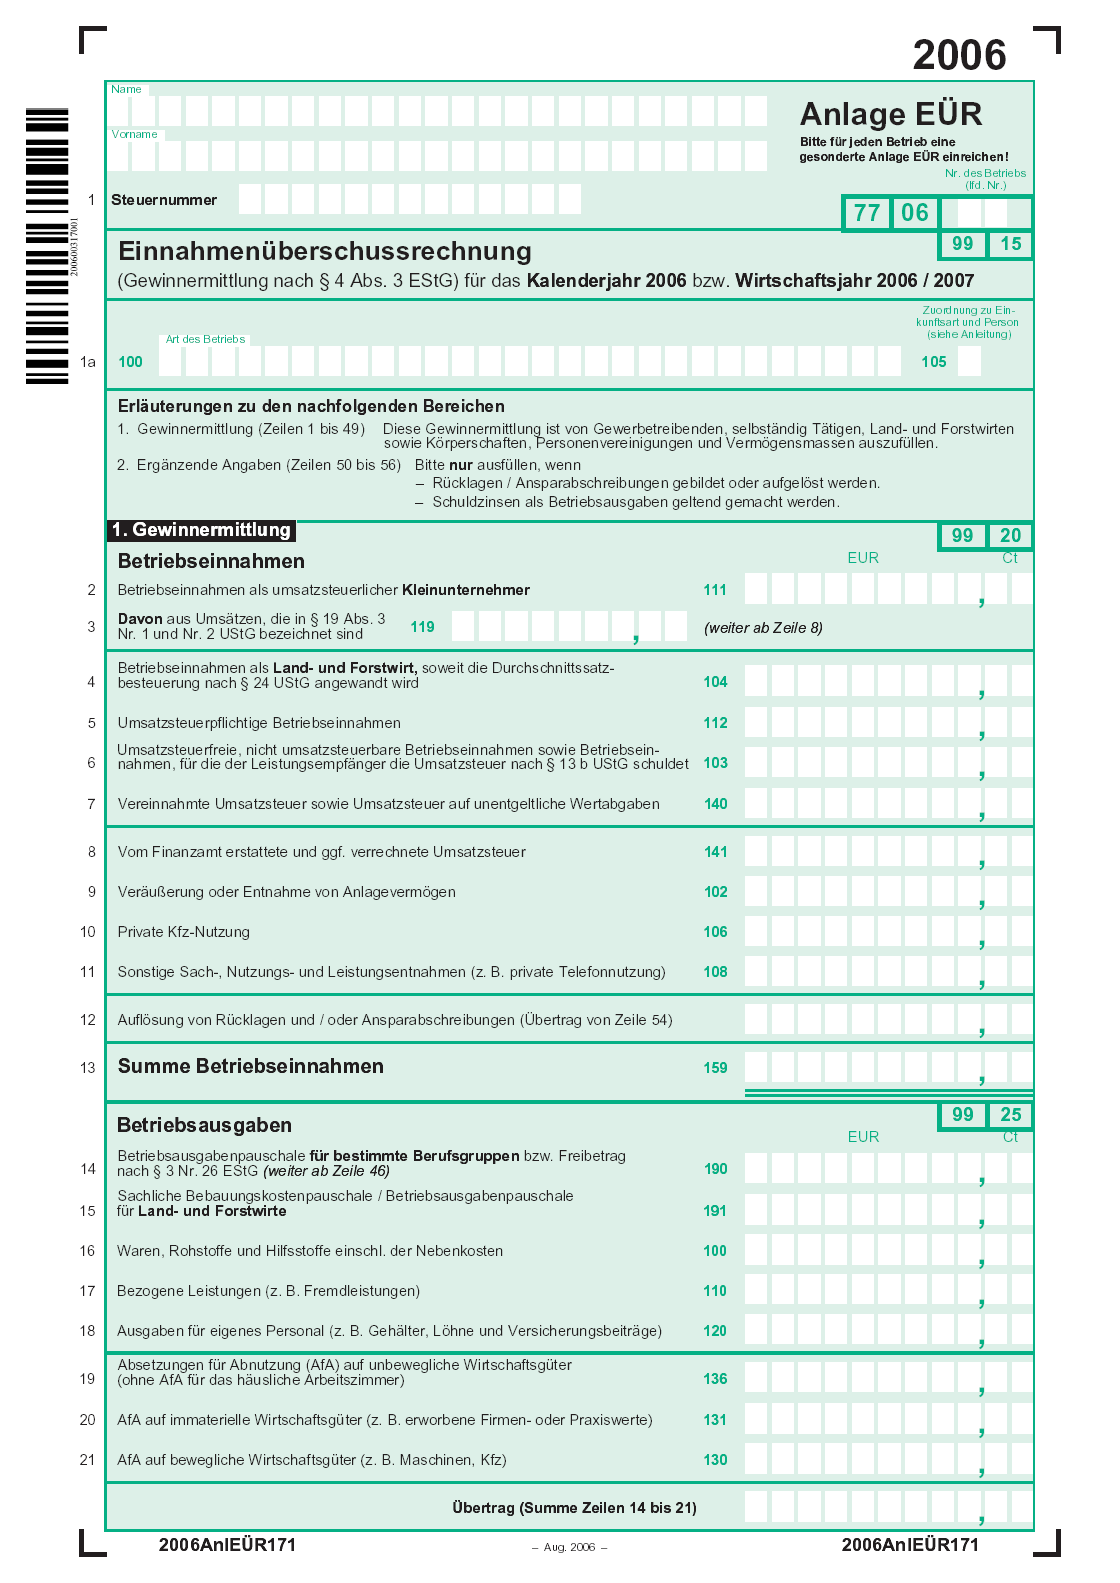 2006
Name
Anlage EÜR
Vorname
Bitte für jeden Betrieb eine
gesonderte Anlage EÜR einreichen!
Nr. des Betriebs
(lfd. Nr.)
1 Steuernummer
77 06
200600317001
99 15
Einnahmenüberschussrechnung
(Gewinnermittlung nach § 4 Abs. 3 EStG) für das Kalenderjahr 2006 bzw. Wirtschaftsjahr 2006 / 2007
Zuordnung zu Ein-
kunftsart und Person
(siehe Anleitung)
Art des Betriebs
1a 100 105
Erläuterungen zu den nachfolgenden Bereichen
1. Gewinnermittlung (Zeilen 1 bis 49) Diese Gewinnermittlung ist von Gewerbetreibenden, selbständig Tätigen, Land- und Forstwirten
sowie Körperschaften, Personenvereinigungen und Vermögensmassen auszufüllen.
2. Ergänzende Angaben (Zeilen 50 bis 56) Bitte nur ausfüllen, wenn
– Rücklagen / Ansparabschreibungen gebildet oder aufgelöst werden.
– Schuldzinsen als Betriebsausgaben geltend gemacht werden.
1. Gewinnermittlung
99 20
Betriebseinnahmen EUR Ct
2 Betriebseinnahmen als umsatzsteuerlicher Kleinunternehmer 111 ,
Davon aus Umsätzen, die in § 19 Abs. 3
3 Nr. 1 und Nr. 2 UStG bezeichnet sind 119 , (weiter ab Zeile 8)
Betriebseinnahmen als Land- und Forstwirt, soweit die Durchschnittssatz-
4 besteuerung nach § 24 UStG angewandt wird 104 ,
5 Umsatzsteuerpflichtige Betriebseinnahmen 112 ,
Umsatzsteuerfreie, nicht umsatzsteuerbare Betriebseinnahmen sowie Betriebsein-
6 nahmen, für die der Leistungsempfänger die Umsatzsteuer nach § 13 b UStG schuldet 103 ,
7 Vereinnahmte Umsatzsteuer sowie Umsatzsteuer auf unentgeltliche Wertabgaben 140 ,
8 Vom Finanzamt erstattete und ggf. verrechnete Umsatzsteuer 141 ,
9 Veräußerung oder Entnahme von Anlagevermögen 102 ,
10 Private Kfz-Nutzung 106 ,
11 Sonstige Sach-, Nutzungs- und Leistungsentnahmen (z. B. private Telefonnutzung) 108 ,
12 Auflösung von Rücklagen und / oder Ansparabschreibungen (Übertrag von Zeile 54) ,
13 Summe Betriebseinnahmen 159 ,
99 25
Betriebsausgaben EUR Ct
Betriebsausgabenpauschale für bestimmte Berufsgruppen bzw. Freibetrag
14 nach § 3 Nr. 26 EStG (weiter ab Zeile 46) 190 ,
Sächliche Bebauungskostenpauschale / Betriebsausgabenpauschale
15 für Land- und Forstwirte 191 ,
16 Waren, Rohstoffe und Hilfsstoffe einschl. der Nebenkosten 100 ,
17 Bezogene Leistungen (z. B. Fremdleistungen) 110 ,
18 Ausgaben für eigenes Personal (z. B. Gehälter, Löhne und Versicherungsbeiträge) 120 ,
Absetzungen für Abnutzung (AfA) auf unbewegliche Wirtschaftsgüter
19 (ohne AfA für das häusliche Arbeitszimmer) 136 ,
20 AfA auf immaterielle Wirtschaftsgüter (z. B. erworbene Firmen- oder Praxiswerte) 131 ,
21 AfA auf bewegliche Wirtschaftsgüter (z. B. Maschinen, Kfz) 130 ,
Übertrag (Summe Zeilen 14 bis 21) ,
2006AnlEÜR171 – Aug. 2006 – 2006AnlEÜR171